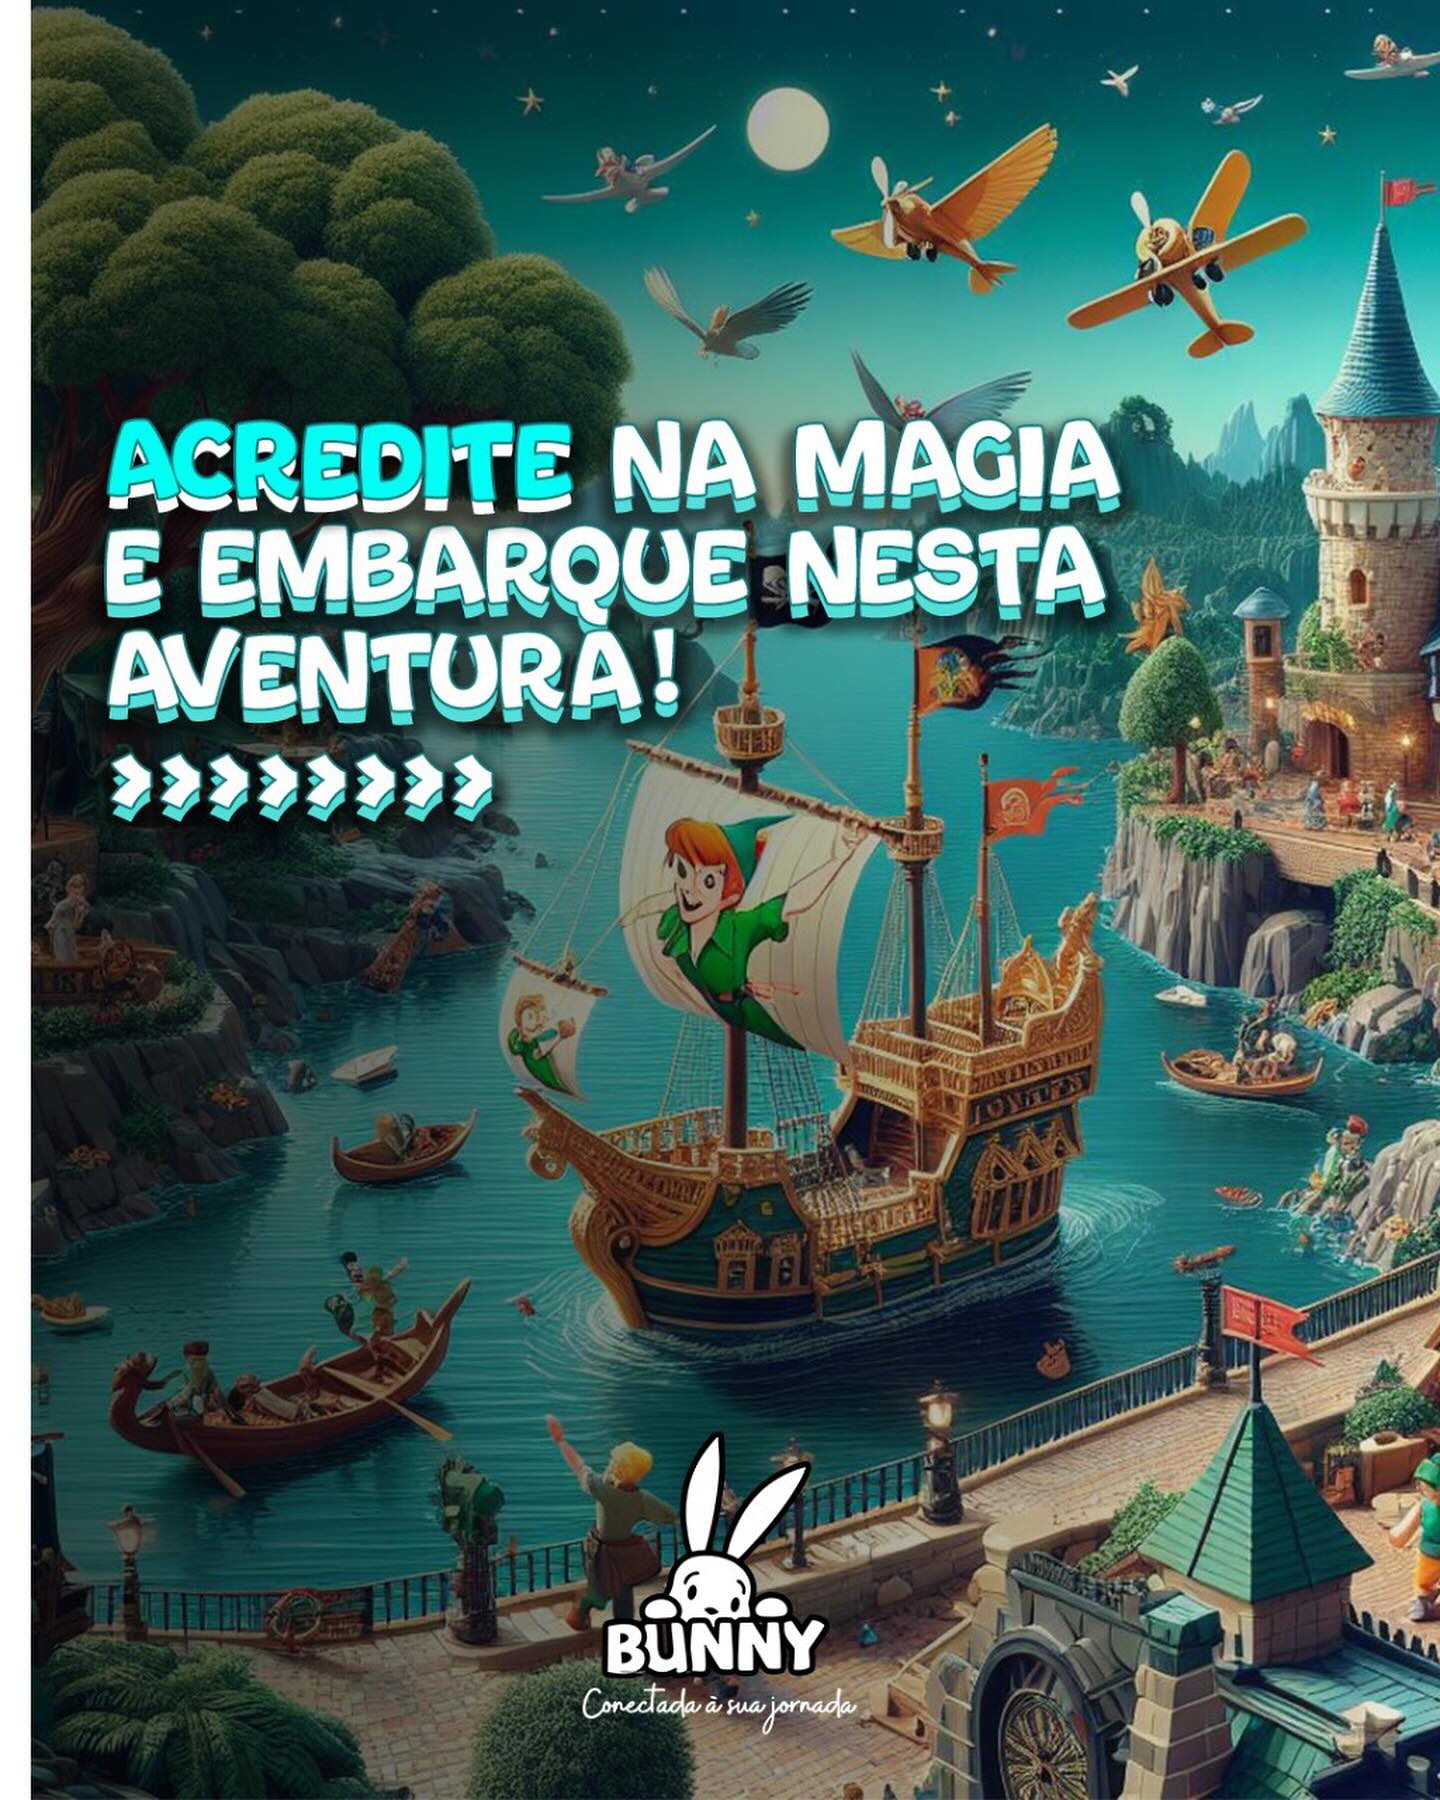 ACREDITE NA MAGIA
E EMBARQUE NESTA
AVENTURA!
>>>>>>>>
BUNNY
Conectada à sua jornada